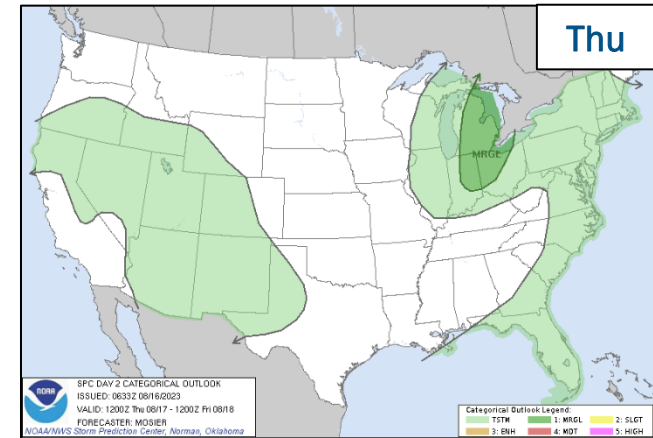 Thu
MRGL
NOAA
SPC DAY 2 CATEGORICAL OUTLOOK
ISSUED: 0633Z 08/16/2023
VALID: 1200Z Thu 08/17 - 1200Z Fri 08/18
FORECASTER: MOSIER
NOAA/NWS Storm Prediction Center, Norman, Oklahoma
Categorical Outlook Legend:
TSTM 1: MRGL 2: SLGT
3: ENH 4: MDT 5: HIGH